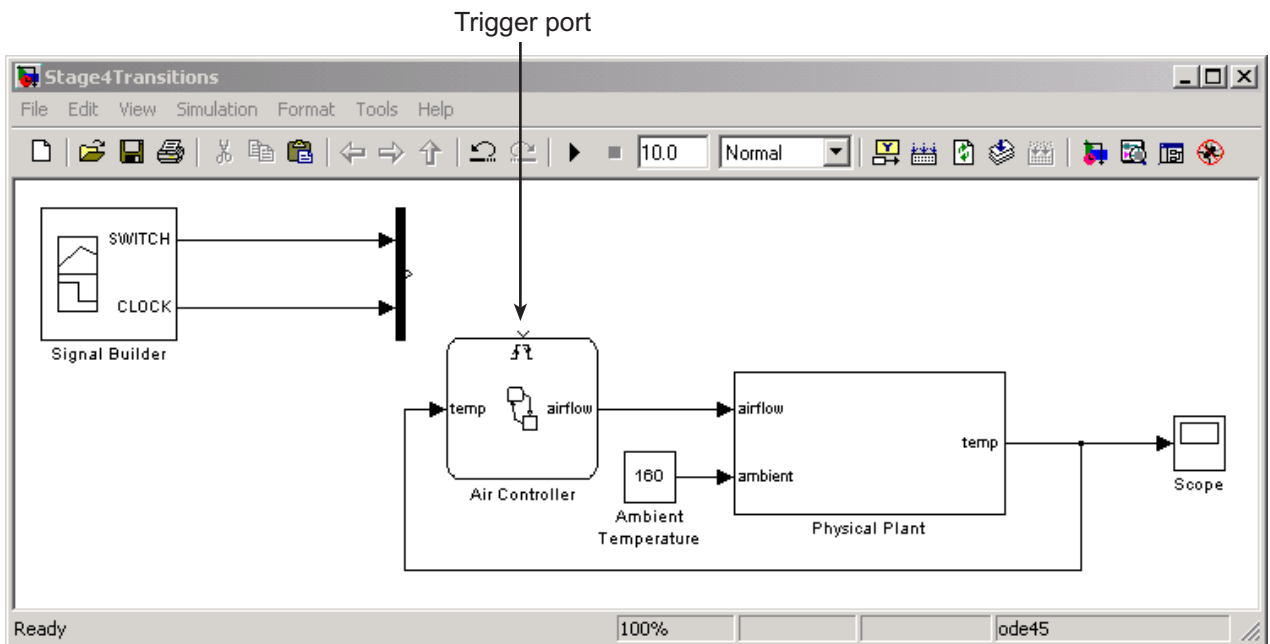 Trigger port
Stage4Transitions
File Edit View Simulation Format Tools Help
10.0 Normal
SWITCH
CLOCK
Signal Builder
temp airflow
Air Controller
160
Ambient
Temperature
airflow
temp
ambient
Physical Plant
Scope
Ready 100% ode45